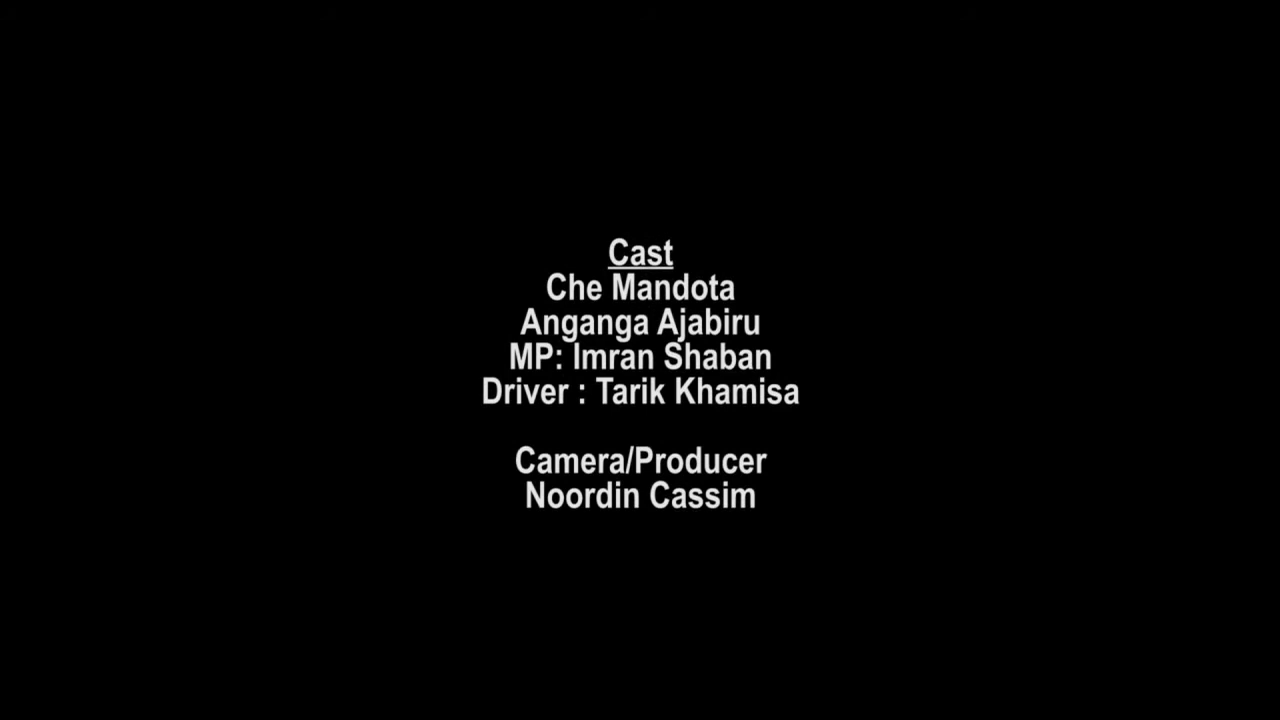 Cast
Che Mandota
Anganga Ajabiru
MP: Imran Shaban
Driver : Tarik Khamisa
Camera/Producer
Noordin Cassim